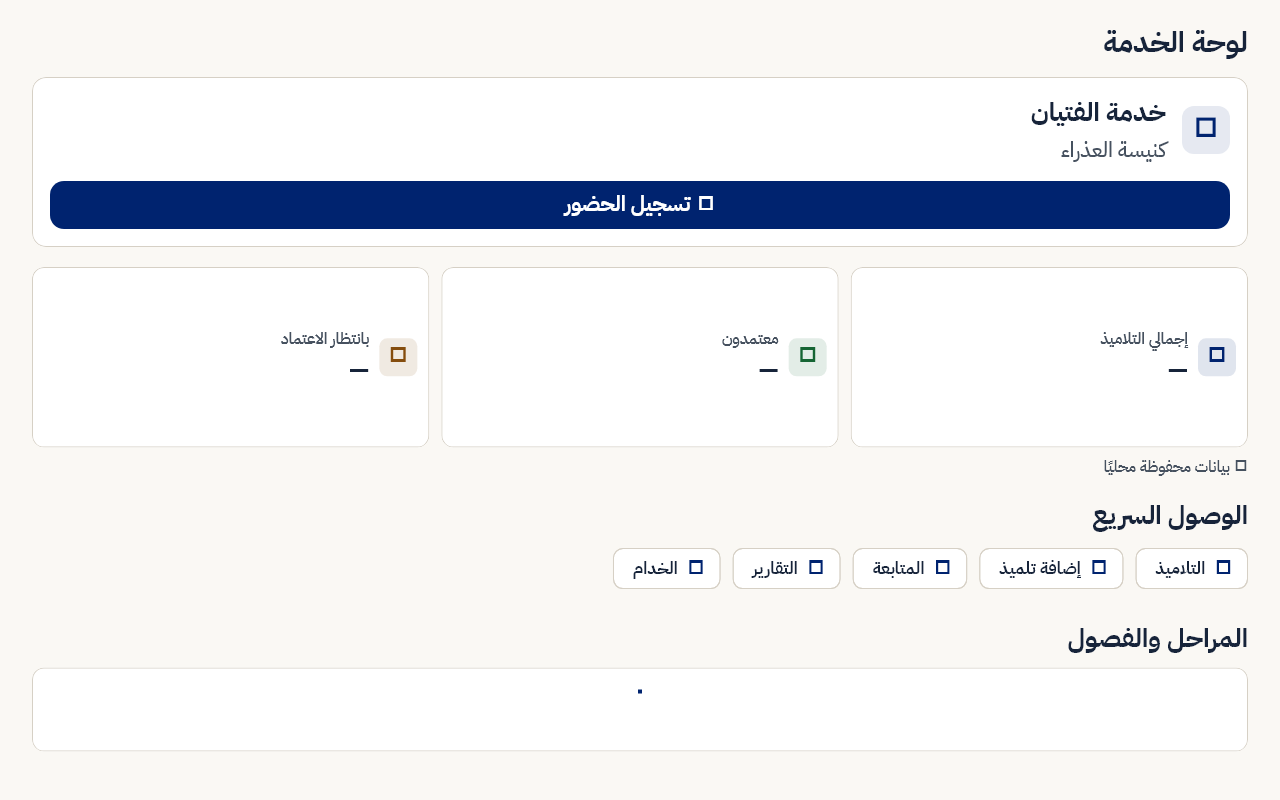 لوحة الخدمة
خدمة الفتيان
كنيسة العذراء
تسجيل الحضور
إجمالي التلاميذ
—
معتمدون
—
بانتظار الاعتماد
—
بيانات محفوظة محليًا
الوصول السريع
التلاميذ
إضافة تلميذ
المتابعة
التقارير
الخدام
المراحل والفصول